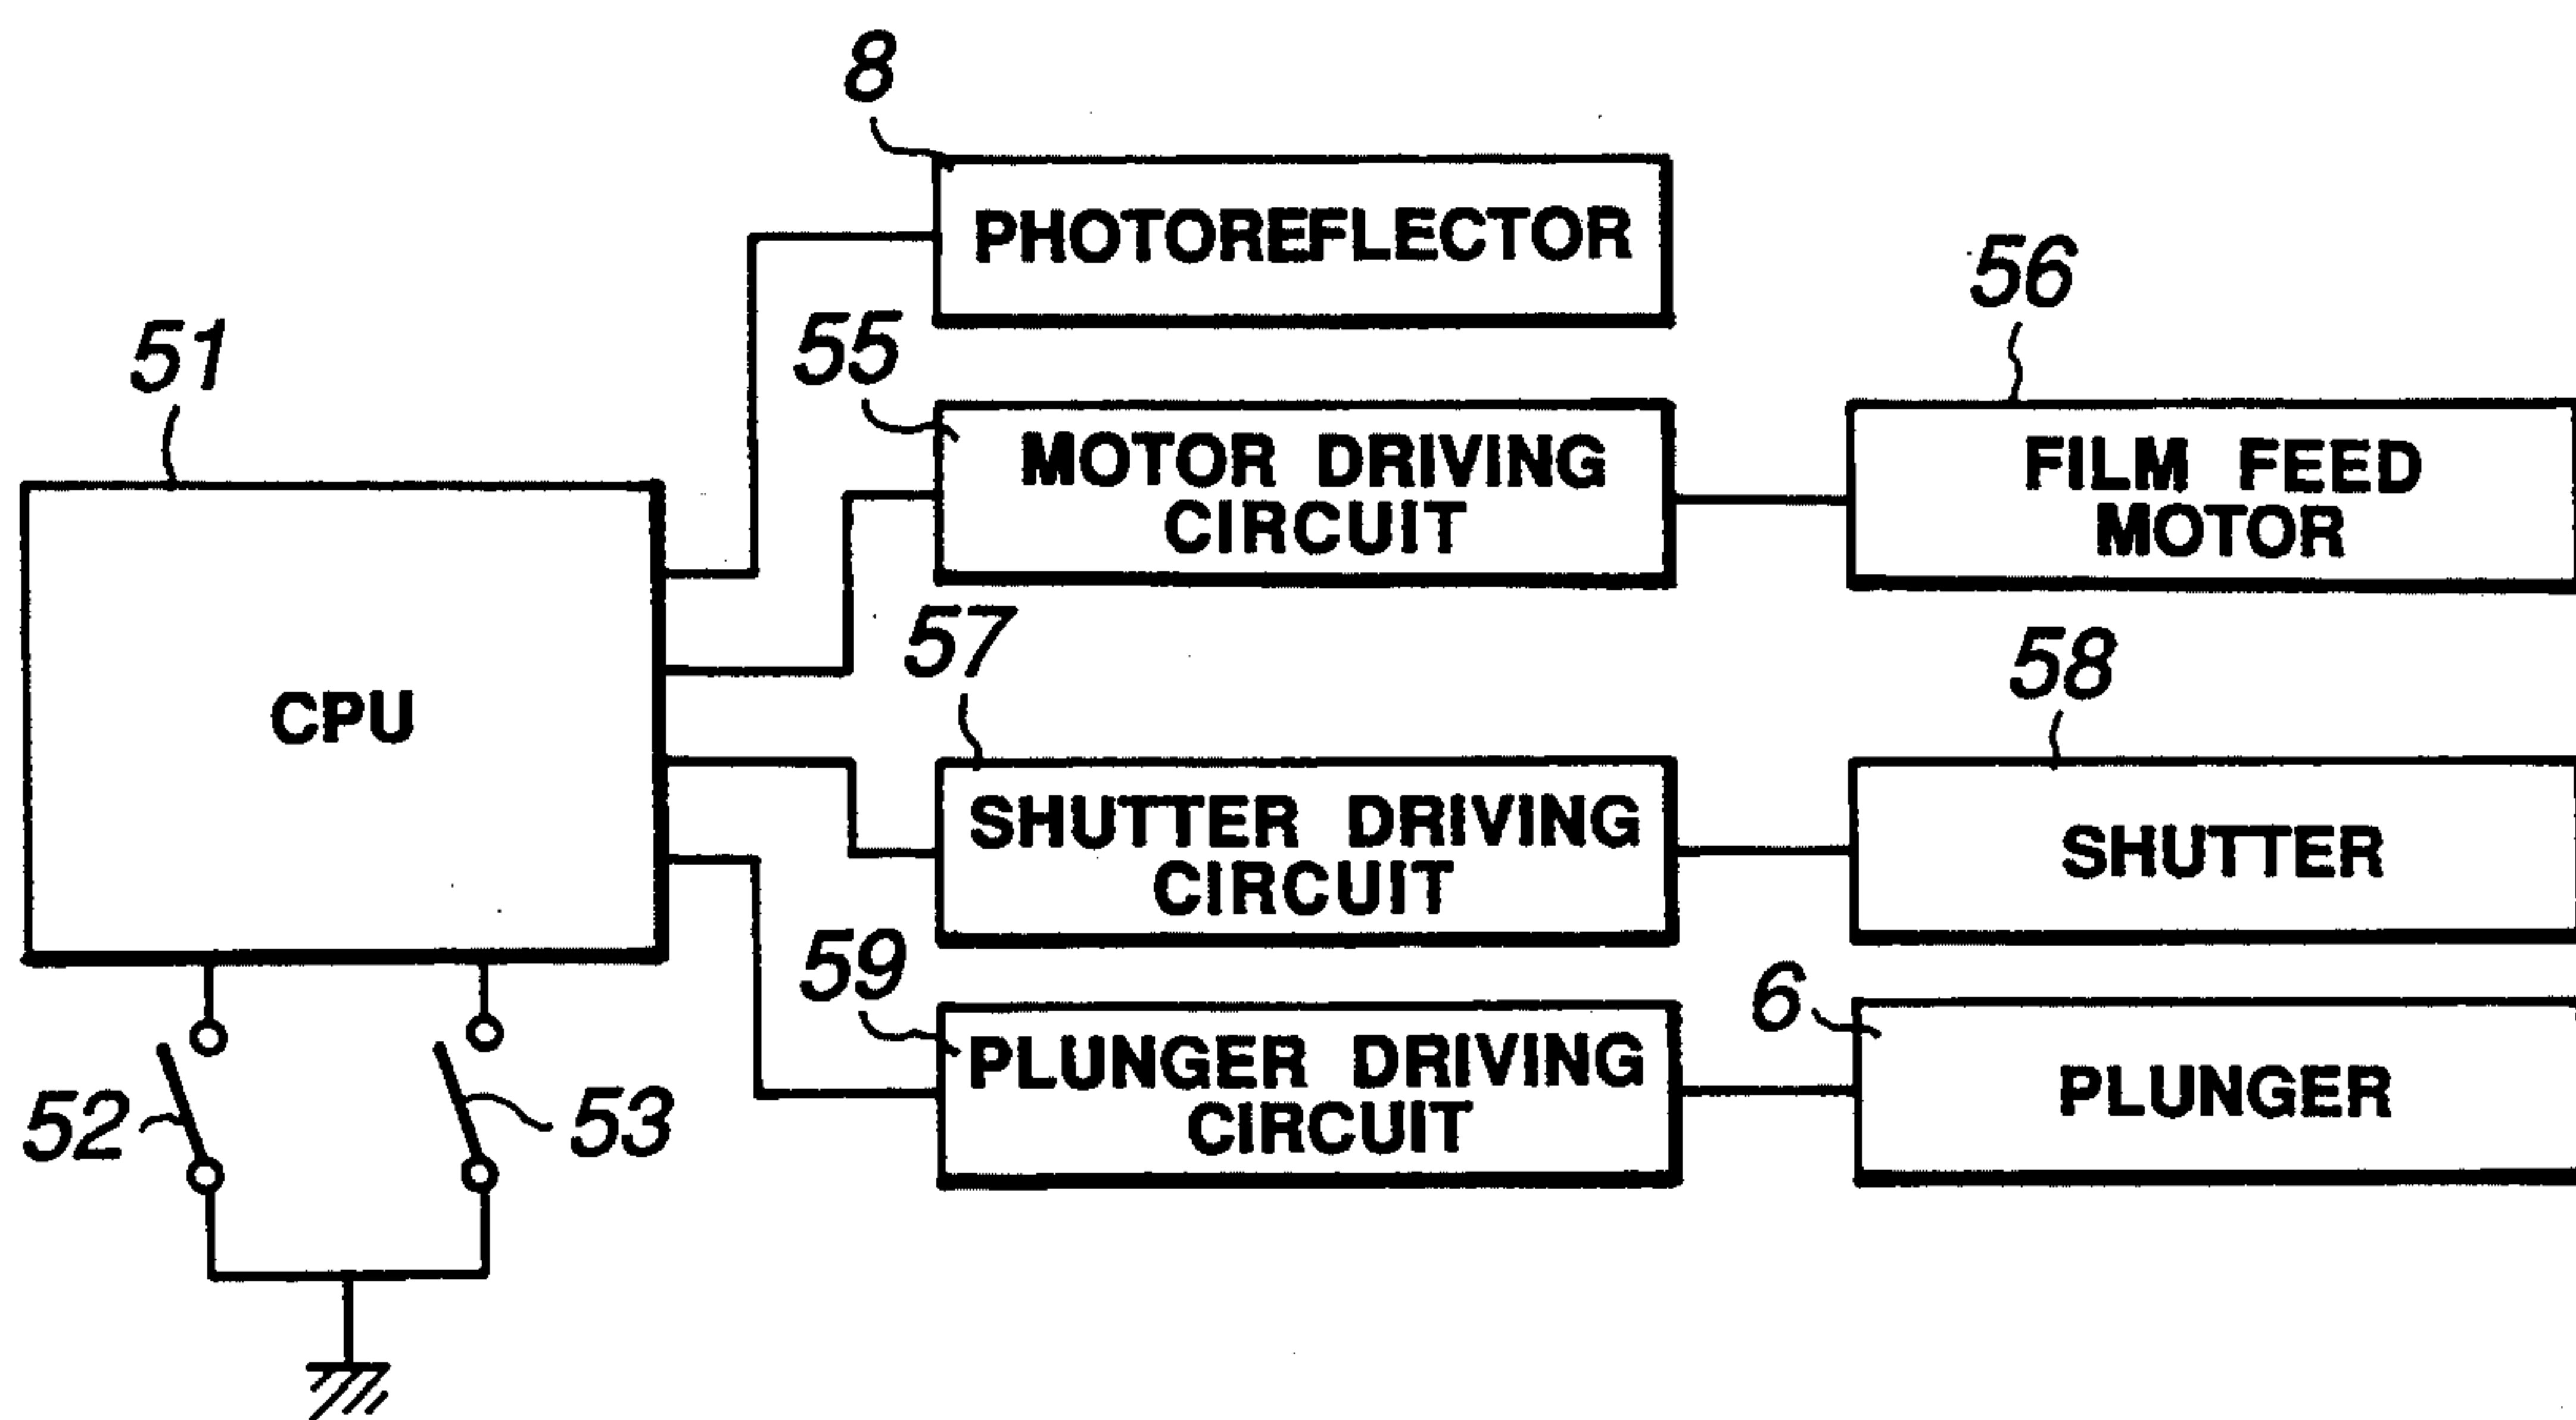 8
PHOTOREFLECTOR
55
MOTOR DRIVING
CIRCUIT
56
FILM FEED
MOTOR
51
CPU
57
SHUTTER DRIVING
CIRCUIT
58
SHUTTER
59
PLUNGER DRIVING
CIRCUIT
6
PLUNGER
52
53